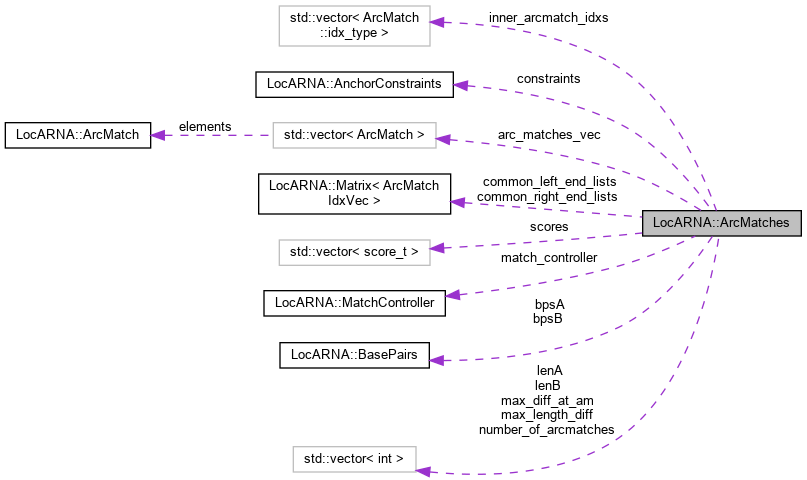 std::vector< ArcMatch
::idx_type >
inner_arcmatch_idxs
LocARNA::AnchorConstraints
constraints
LocARNA::ArcMatch
elements
std::vector< ArcMatch >
arc_matches_vec
LocARNA::Matrix< ArcMatch
IdxVec >
common_left_end_lists
common_right_end_lists
LocARNA::ArcMatches
std::vector< score_t >
scores
LocARNA::MatchController
match_controller
LocARNA::BasePairs
bpsA
bpsB
std::vector< int >
lenA
lenB
max_diff_at_am
max_length_diff
number_of_arcmatches